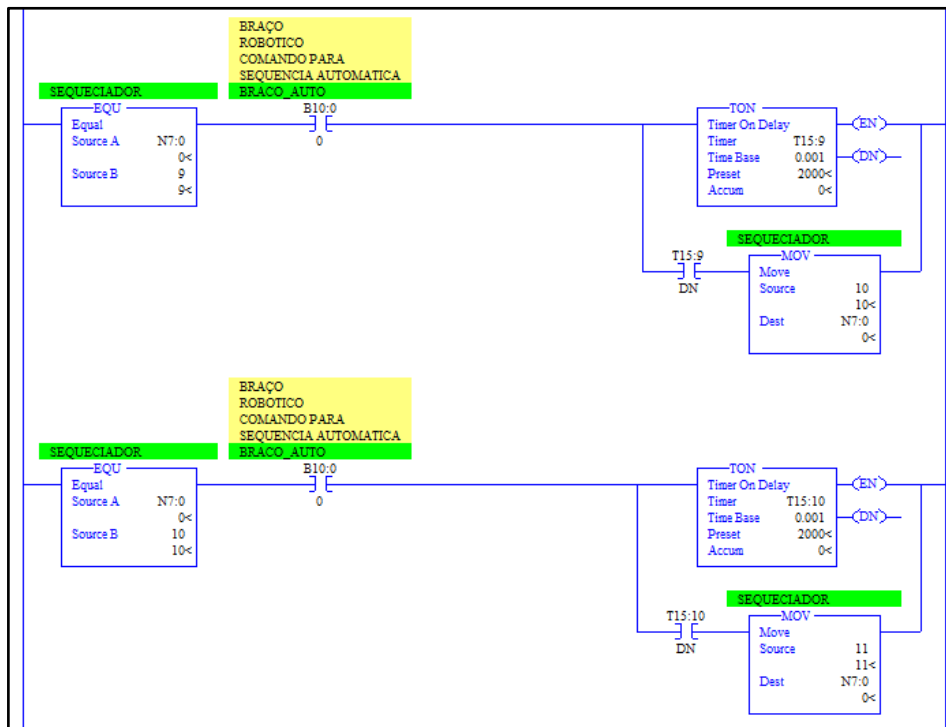 BRAÇO
ROBOTICO
COMANDO PARA
SEQUENCIA AUTOMATICA
SEQUECIADOR BRACO_AUTO
EQU B10:0 TON
Equal Timer On Delay (EN)
Source A N7:0 0 Timer T15:9
0< Time Base 0.001 (DN)
Source B 9 Preset 2000<
9< Accum 0<
SEQUECIADOR
T15:9 MOV
DN Move
Source 10
10<
Dest N7:0
0<
BRAÇO
ROBOTICO
COMANDO PARA
SEQUENCIA AUTOMATICA
SEQUECIADOR BRACO_AUTO
EQU B10:0 TON
Equal Timer On Delay (EN)
Source A N7:0 0 Timer T15:10
0< Time Base 0.001 (DN)
Source B 10 Preset 2000<
10< Accum 0<
SEQUECIADOR
T15:10 MOV
DN Move
Source 11
11<
Dest N7:0
0<